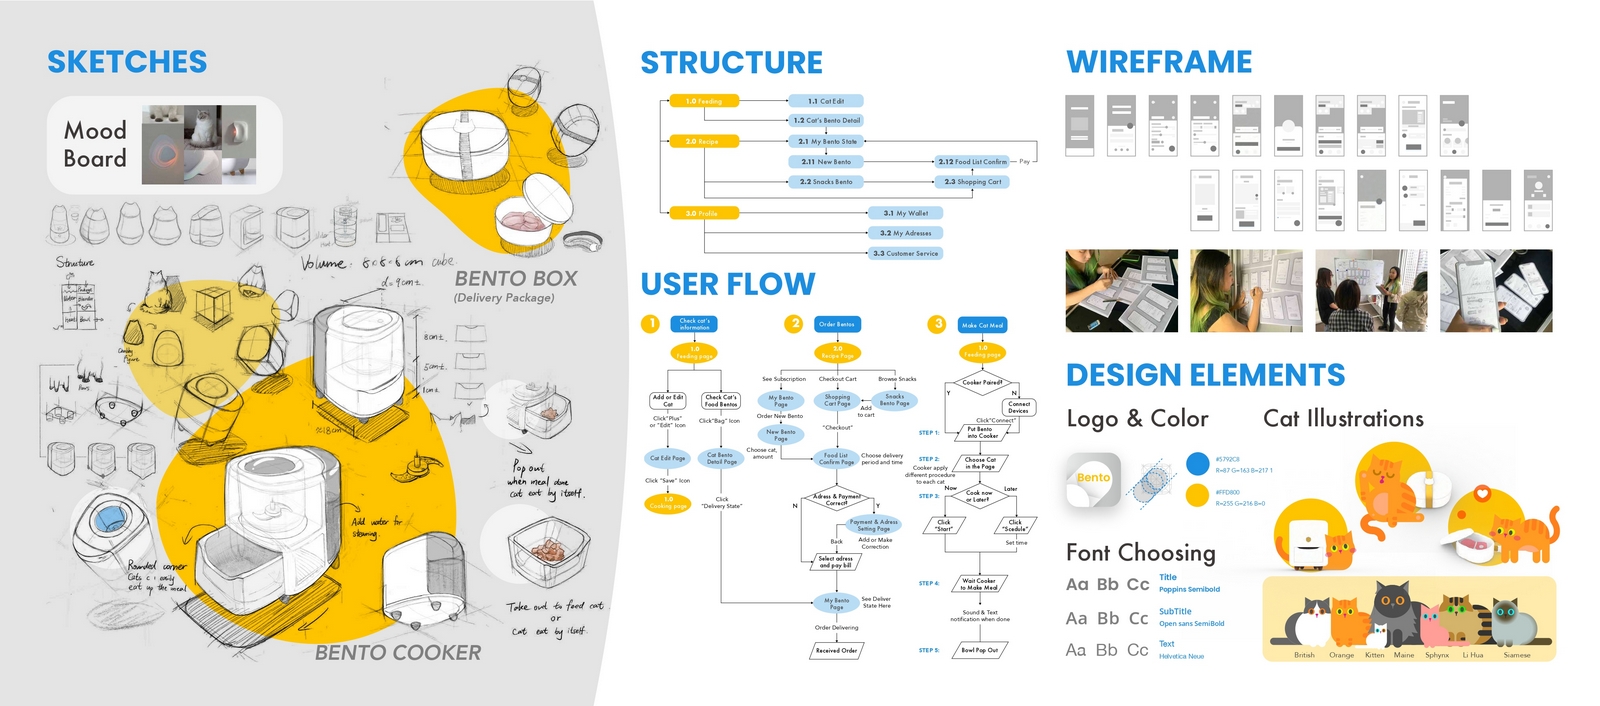 SKETCHES
Mood
Board
Structure
Volume: 8×8×8 cm cube.
BENTO BOX
(Delivery Package)
d=9cm±
8cm±.
5cm±.
1cm±
Chubby
Figure
Paws.
Pop out
when meal done
cat eat by itself.
Add water for
steaming.
Rounded corner
eat up the meal
Take out to feed cat
or
cat eat by itself.
BENTO COOKER
STRUCTURE
1.0 Feeding
1.1 Cat Edit
1.2 Cat's Bento Detail
2.0 Recipe
2.1 My Bento State
2.11 New Bento
2.12 Food List Confirm
Pay
2.2 Snacks Bento
2.3 Shopping Cart
3.0 Profile
3.1 My Wallet
3.2 My Adresses
3.3 Customer Service
USER FLOW
1
Check cat's
information
1.0
Feeding page
Add or Edit
Cat
Check Cat's
Food Bentos
Click"Plus"
or "Edit" Icon
Click"Bag" Icon
Cat Edit Page
Cat Bento
Detail Page
Click "Save" Icon
1.0
Cooking page
Click
"Delivery State"
2
Order Bentos
2.0
Recipe Page
See Subscription
Checkout Cart
Browse Snacks
My Bento
Page
Shopping
Cart Page
Snacks
Bento Page
Order New Bento
Add
to cart
New Bento
Page
"Checkout"
Choose cat,
amount
Food List
Confirm Page
Choose delivery
period and time
Adress & Payment
Correct?
N
Y
Payment & Adress
Setting Page
Back
Add or Make
Correction
Select adress
and pay bill
My Bento
Page
See Deliver
State Here
Order Delivering
Received Order
3
Make Cat Meal
1.0
Feeding page
Cooker Paired?
Y
N
Connect
Devices
Click"Connect"
STEP 1:
Put Bento
into Cooker
STEP 2:
Cooker apply
different procedure
to each cat
Choose Cat
in the Page
Now
Later
STEP 3:
Cook now
or Later?
Click
"Start"
Click
"Scedule"
Set time
STEP 4:
Wait Cooker
to Make Meal
Sound & Text
notification when done
STEP 5:
Bowl Pop Out
WIREFRAME
DESIGN ELEMENTS
Logo & Color
Bento
#5792C8
R=87 G=163 B=217 1
#FFD800
R=255 G=216 B=0
Font Choosing
Aa Bb Cc
Title
Poppins Semibold
Aa Bb Cc
SubTitle
Open sans SemiBold
Aa Bb Cc
Text
Helvetica Neue
Cat Illustrations
British
Orange
Kitten
Maine
Sphynx
Li Hua
Siamese